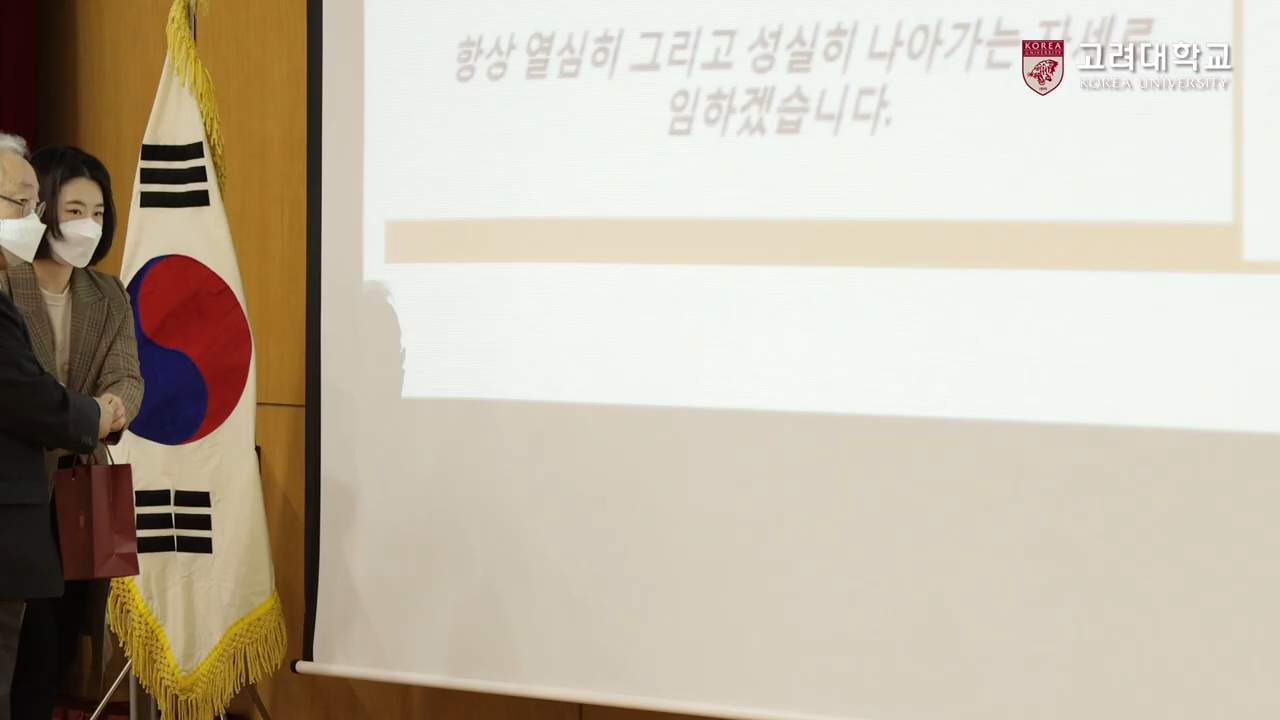 항상 열심히 그리고 성실히 나아가는 자세로
임하겠습니다.
KOREA
UNIVERSITY
고려대학교
KOREA UNIVERSITY